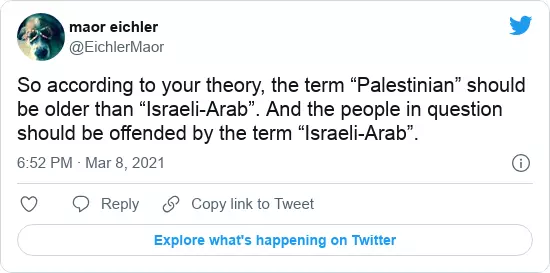 maor eichler
@EichlerMaor
So according to your theory, the term “Palestinian” should
be older than “Israeli-Arab”. And the people in question
should be offended by the term “Israeli-Arab”.
6:52 PM · Mar 8, 2021
Reply
Copy link to Tweet
Explore what's happening on Twitter